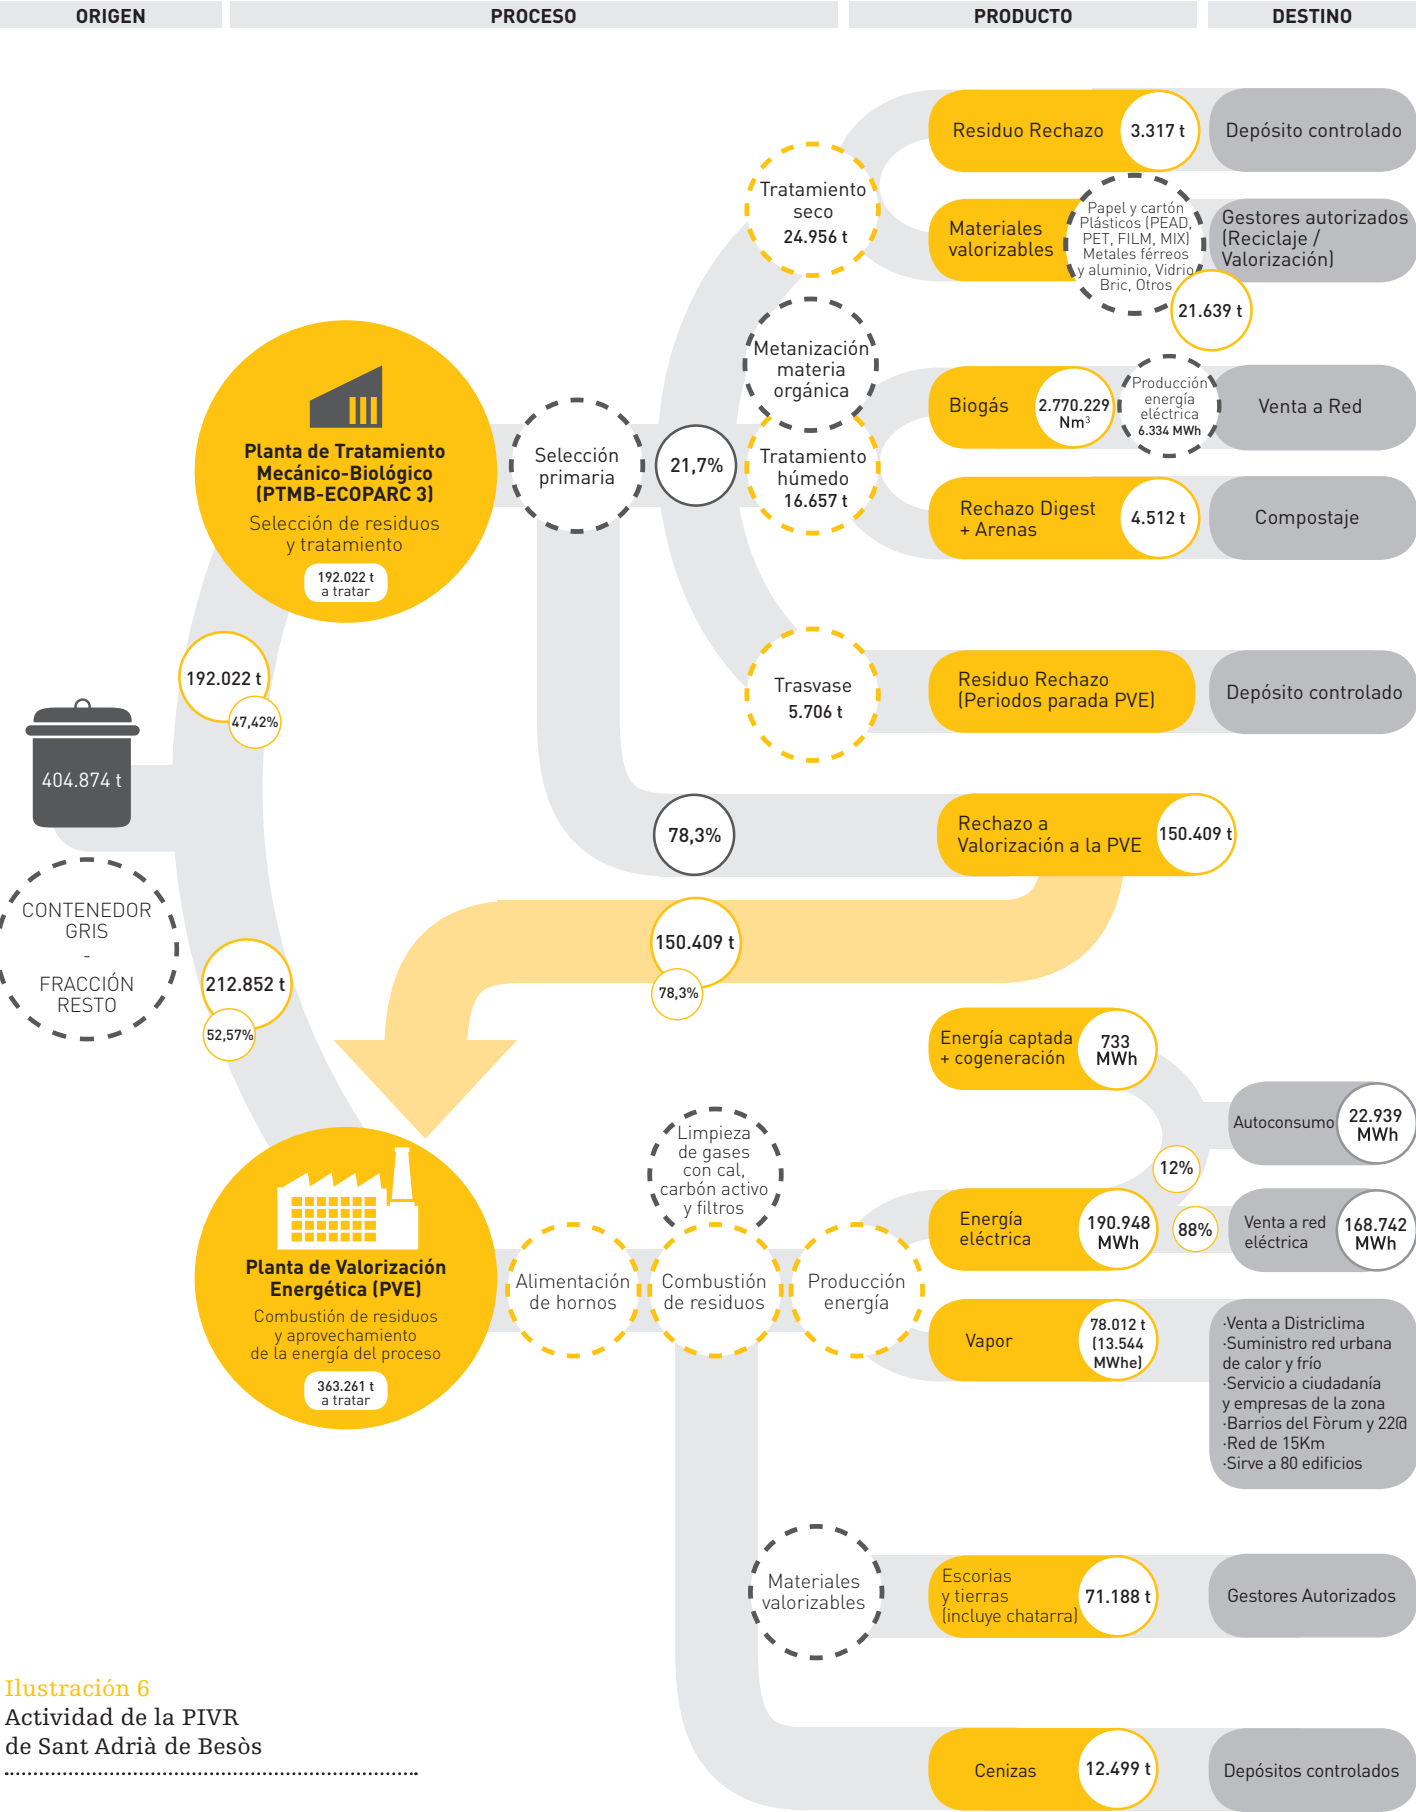 ORIGEN
PROCESO
PRODUCTO
DESTINO
Residuo Rechazo
3.317 t
Depósito controlado
Tratamiento
seco
24.956 t
Materiales
valorizables
Papel y cartón
Plásticos (PEAD,
PET, FILM, MIX)
Metales férreos
y aluminio, Vidrio
Bric, Otros
21.639 t
Gestores autorizados
(Reciclaje /
Valorización)
Metanización
materia
orgánica
Biogás
2.770.229
Nm³
Producción
energía
eléctrica
6.334 MWh
Venta a Red
Planta de Tratamiento
Mecánico-Biológico
(PTMB-ECOPARC 3)
Selección de residuos
y tratamiento
192.022 t
a tratar
Selección
primaria
21,7%
Tratamiento
húmedo
16.657 t
Rechazo Digest
+ Arenas
4.512 t
Compostaje
192.022 t
47,42%
Trasvase
5.706 t
Residuo Rechazo
(Periodos parada PVE)
Depósito controlado
404.874 t
78,3%
Rechazo a
Valorización a la PVE
150.409 t
CONTENEDOR
GRIS
-
FRACCIÓN
RESTO
150.409 t
78,3%
212.852 t
52,57%
Energía captada
+ cogeneración
733
MWh
Autoconsumo
22.939
MWh
12%
Limpieza
de gases
con cal,
carbón activo
y filtros
Energía
eléctrica
190.948
MWh
88%
Venta a red
eléctrica
168.742
MWh
Planta de Valorización
Energética (PVE)
Combustión de residuos
y aprovechamiento
de la energía del proceso
363.261 t
a tratar
Alimentación
de hornos
Combustión
de residuos
Producción
energía
Vapor
78.012 t
(13.544
MWhe)
·Venta a Districlima
·Suministro red urbana
de calor y frío
·Servicio a ciudadanía
y empresas de la zona
·Barrios del Fòrum y 22@
·Red de 15Km
·Sirve a 80 edificios
Materiales
valorizables
Escorias
y tierras
(incluye chatarra)
71.188 t
Gestores Autorizados
Cenizas
12.499 t
Depósitos controlados
Ilustración 6
Actividad de la PIVR
de Sant Adrià de Besòs